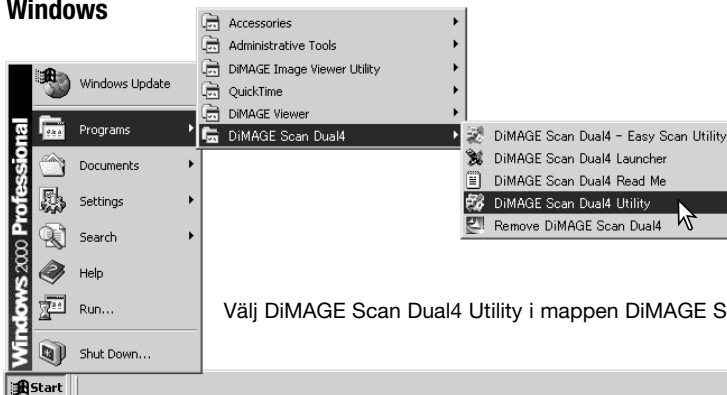 Windows
Accessories
Administrative Tools
DiMAGE Image Viewer Utility
QuickTime
DiMAGE Viewer
DiMAGE Scan Dual4
DiMAGE Scan Dual4 - Easy Scan Utility
DiMAGE Scan Dual4 Launcher
DiMAGE Scan Dual4 Read Me
DiMAGE Scan Dual4 Utility
Remove DiMAGE Scan Dual4
Windows Update
Programs
Documents
Settings
Search
Help
Run...
Shut Down...
Windows 2000 Professional
Välj DiMAGE Scan Dual4 Utility i mappen DiMAGE S
Start